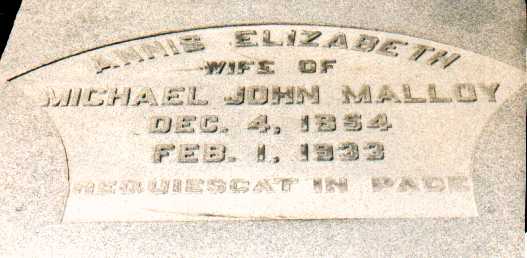 ANNIS ELIZABETH
WIFE OF
MICHAEL JOHN MALLOY
DEC. 4, 1854
FEB. 1, 1933
REQUIESCAT IN PACE